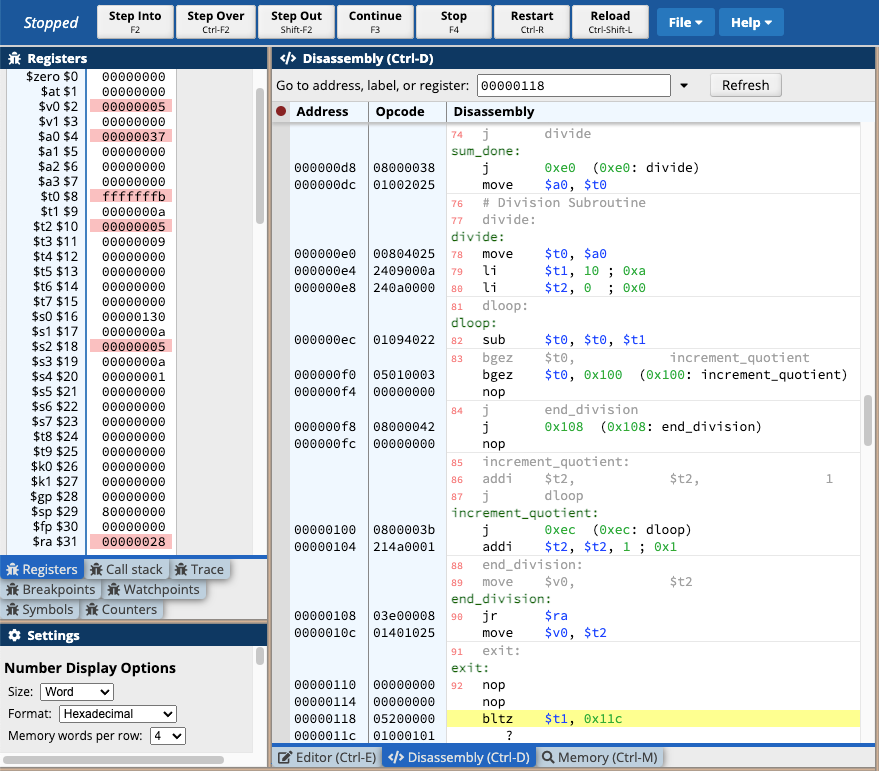 Stopped
Step Into
F2
Step Over
Ctrl-F2
Step Out
Shift-F2
Continue
F3
Stop
F4
Restart
Ctrl-R
Reload
Ctrl-Shift-L
File
Help
Registers
$zero $0 00000000
$at $1 00000000
$v0 $2 00000005
$v1 $3 00000000
$a0 $4 00000037
$a1 $5 00000000
$a2 $6 00000000
$a3 $7 00000000
$t0 $8 fffffffb
$t1 $9 0000000a
$t2 $10 00000005
$t3 $11 00000009
$t4 $12 00000000
$t5 $13 00000000
$t6 $14 00000000
$t7 $15 00000000
$s0 $16 00000130
$s1 $17 0000000a
$s2 $18 00000005
$s3 $19 0000000a
$s4 $20 00000001
$s5 $21 00000000
$s6 $22 00000000
$s7 $23 00000000
$t8 $24 00000000
$t9 $25 00000000
$k0 $26 00000000
$k1 $27 00000000
$gp $28 00000000
$sp $29 80000000
$fp $30 00000000
$ra $31 00000028
Registers Call stack Trace
Breakpoints Watchpoints
Symbols Counters
Settings
Number Display Options
Size: Word
Format: Hexadecimal
Memory words per row: 4
</> Disassembly (Ctrl-D)
Go to address, label, or register: 00000118 Refresh
Address Opcode Disassembly
74 j divide
sum_done:
000000d8 08000038 j 0xe0 (0xe0: divide)
000000dc 01002025 move $a0, $t0
76 # Division Subroutine
77 divide:
divide:
000000e0 00804025 78 move $t0, $a0
000000e4 2409000a 79 li $t1, 10 ; 0xa
000000e8 240a0000 80 li $t2, 0 ; 0x0
81 dloop:
dloop:
000000ec 01094022 82 sub $t0, $t0, $t1
83 bgez $t0, increment_quotient
000000f0 05010003 bgez $t0, 0x100 (0x100: increment_quotient)
000000f4 00000000 nop
84 j end_division
000000f8 08000042 j 0x108 (0x108: end_division)
000000fc 00000000 nop
85 increment_quotient:
86 addi $t2, $t2, 1
87 j dloop
increment_quotient:
00000100 0800003b j 0xec (0xec: dloop)
00000104 214a0001 addi $t2, $t2, 1 ; 0x1
88 end_division:
89 move $v0, $t2
end_division:
00000108 03e00008 90 jr $ra
0000010c 01401025 move $v0, $t2
91 exit:
exit:
00000110 00000000 92 nop
00000114 00000000 nop
00000118 05200000 bltz $t1, 0x11c
0000011c 01000101 ?
Editor (Ctrl-E) </> Disassembly (Ctrl-D) Memory (Ctrl-M)